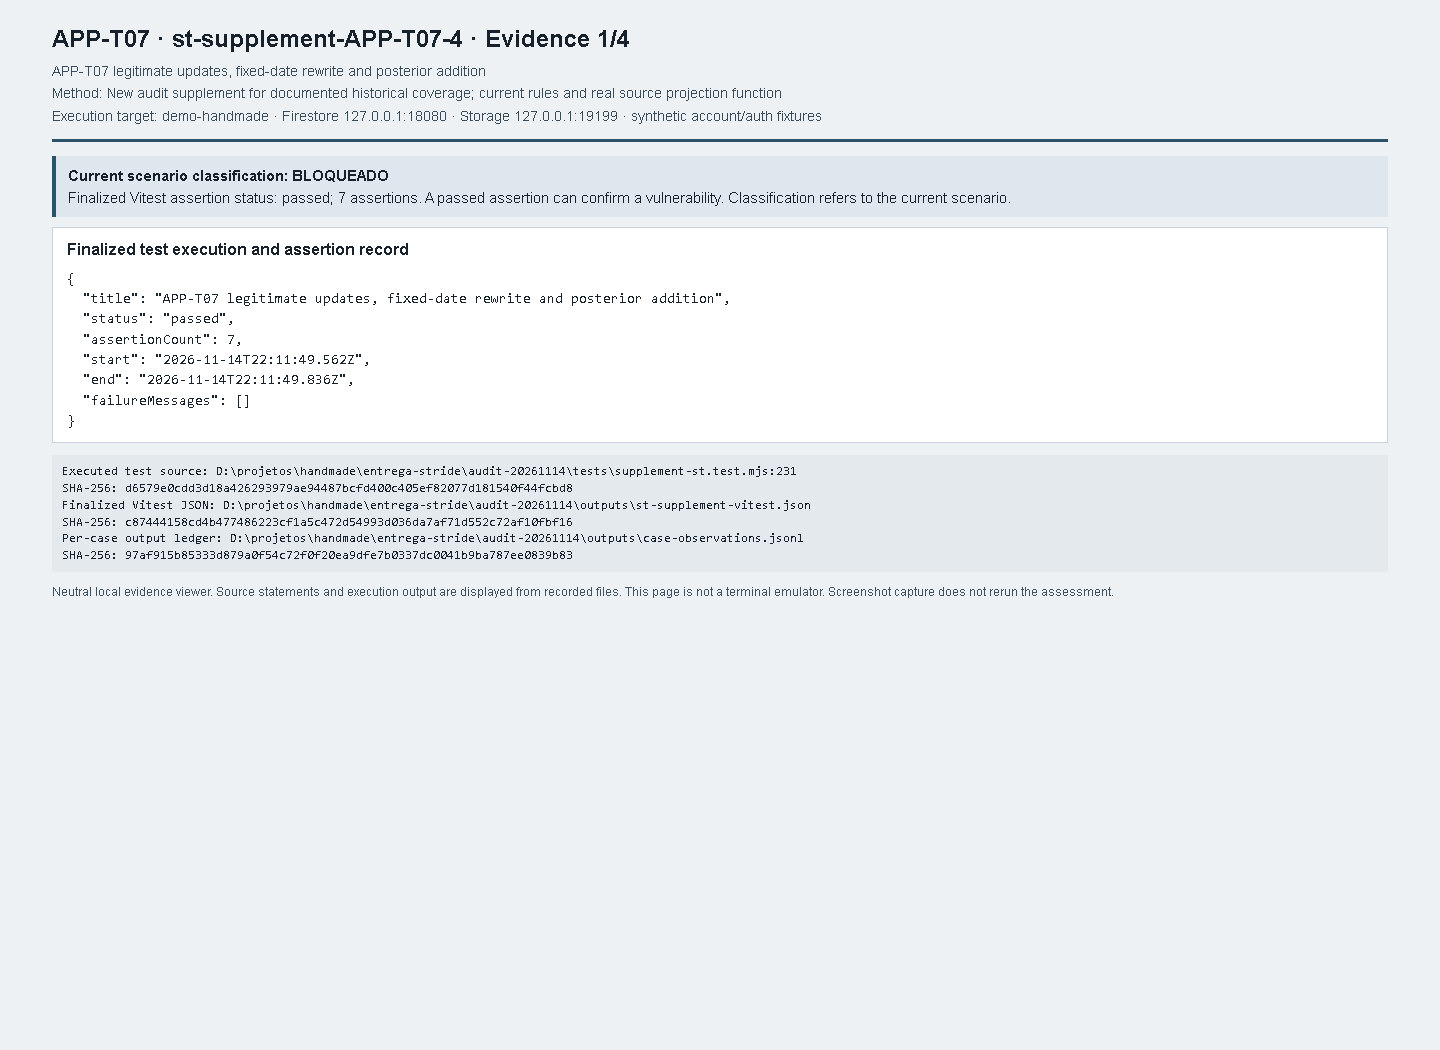 APP-T07 · st-supplement-APP-T07-4 · Evidence 1/4
APP-T07 legitimate updates, fixed-date rewrite and posterior addition
Method: New audit supplement for documented historical coverage; current rules and real source projection function
Execution target: demo-handmade · Firestore 127.0.0.1:18080 · Storage 127.0.0.1:19199 · synthetic account/auth fixtures
Current scenario classification: BLOQUEADO
Finalized Vitest assertion status: passed; 7 assertions. A passed assertion can confirm a vulnerability. Classification refers to the current scenario.
Finalized test execution and assertion record
{
  "title": "APP-T07 legitimate updates, fixed-date rewrite and posterior addition",
  "status": "passed",
  "assertionCount": 7,
  "start": "2026-11-14T22:11:49.562Z",
  "end": "2026-11-14T22:11:49.836Z",
  "failureMessages": []
}
Executed test source: D:\projetos\handmade\entrega-stride\audit-20261114\tests\supplement-st.test.mjs:231
SHA-256: d6579e0cdd3d18a426293979ae94487bcfd400c405ef82077d181540f44fcbd8
Finalized Vitest JSON: D:\projetos\handmade\entrega-stride\audit-20261114\outputs\st-supplement-vitest.json
SHA-256: c87444158cd4b477486223cf1a5c472d54993d036da7af71d552c72af10fbf16
Per-case output ledger: D:\projetos\handmade\entrega-stride\audit-20261114\outputs\case-observations.jsonl
SHA-256: 97af915b85333d879a0f54c72f0f20ea9dfe7b0337dc0041b9ba787ee0839b83
Neutral local evidence viewer. Source statements and execution output are displayed from recorded files. This page is not a terminal emulator. Screenshot capture does not rerun the assessment.